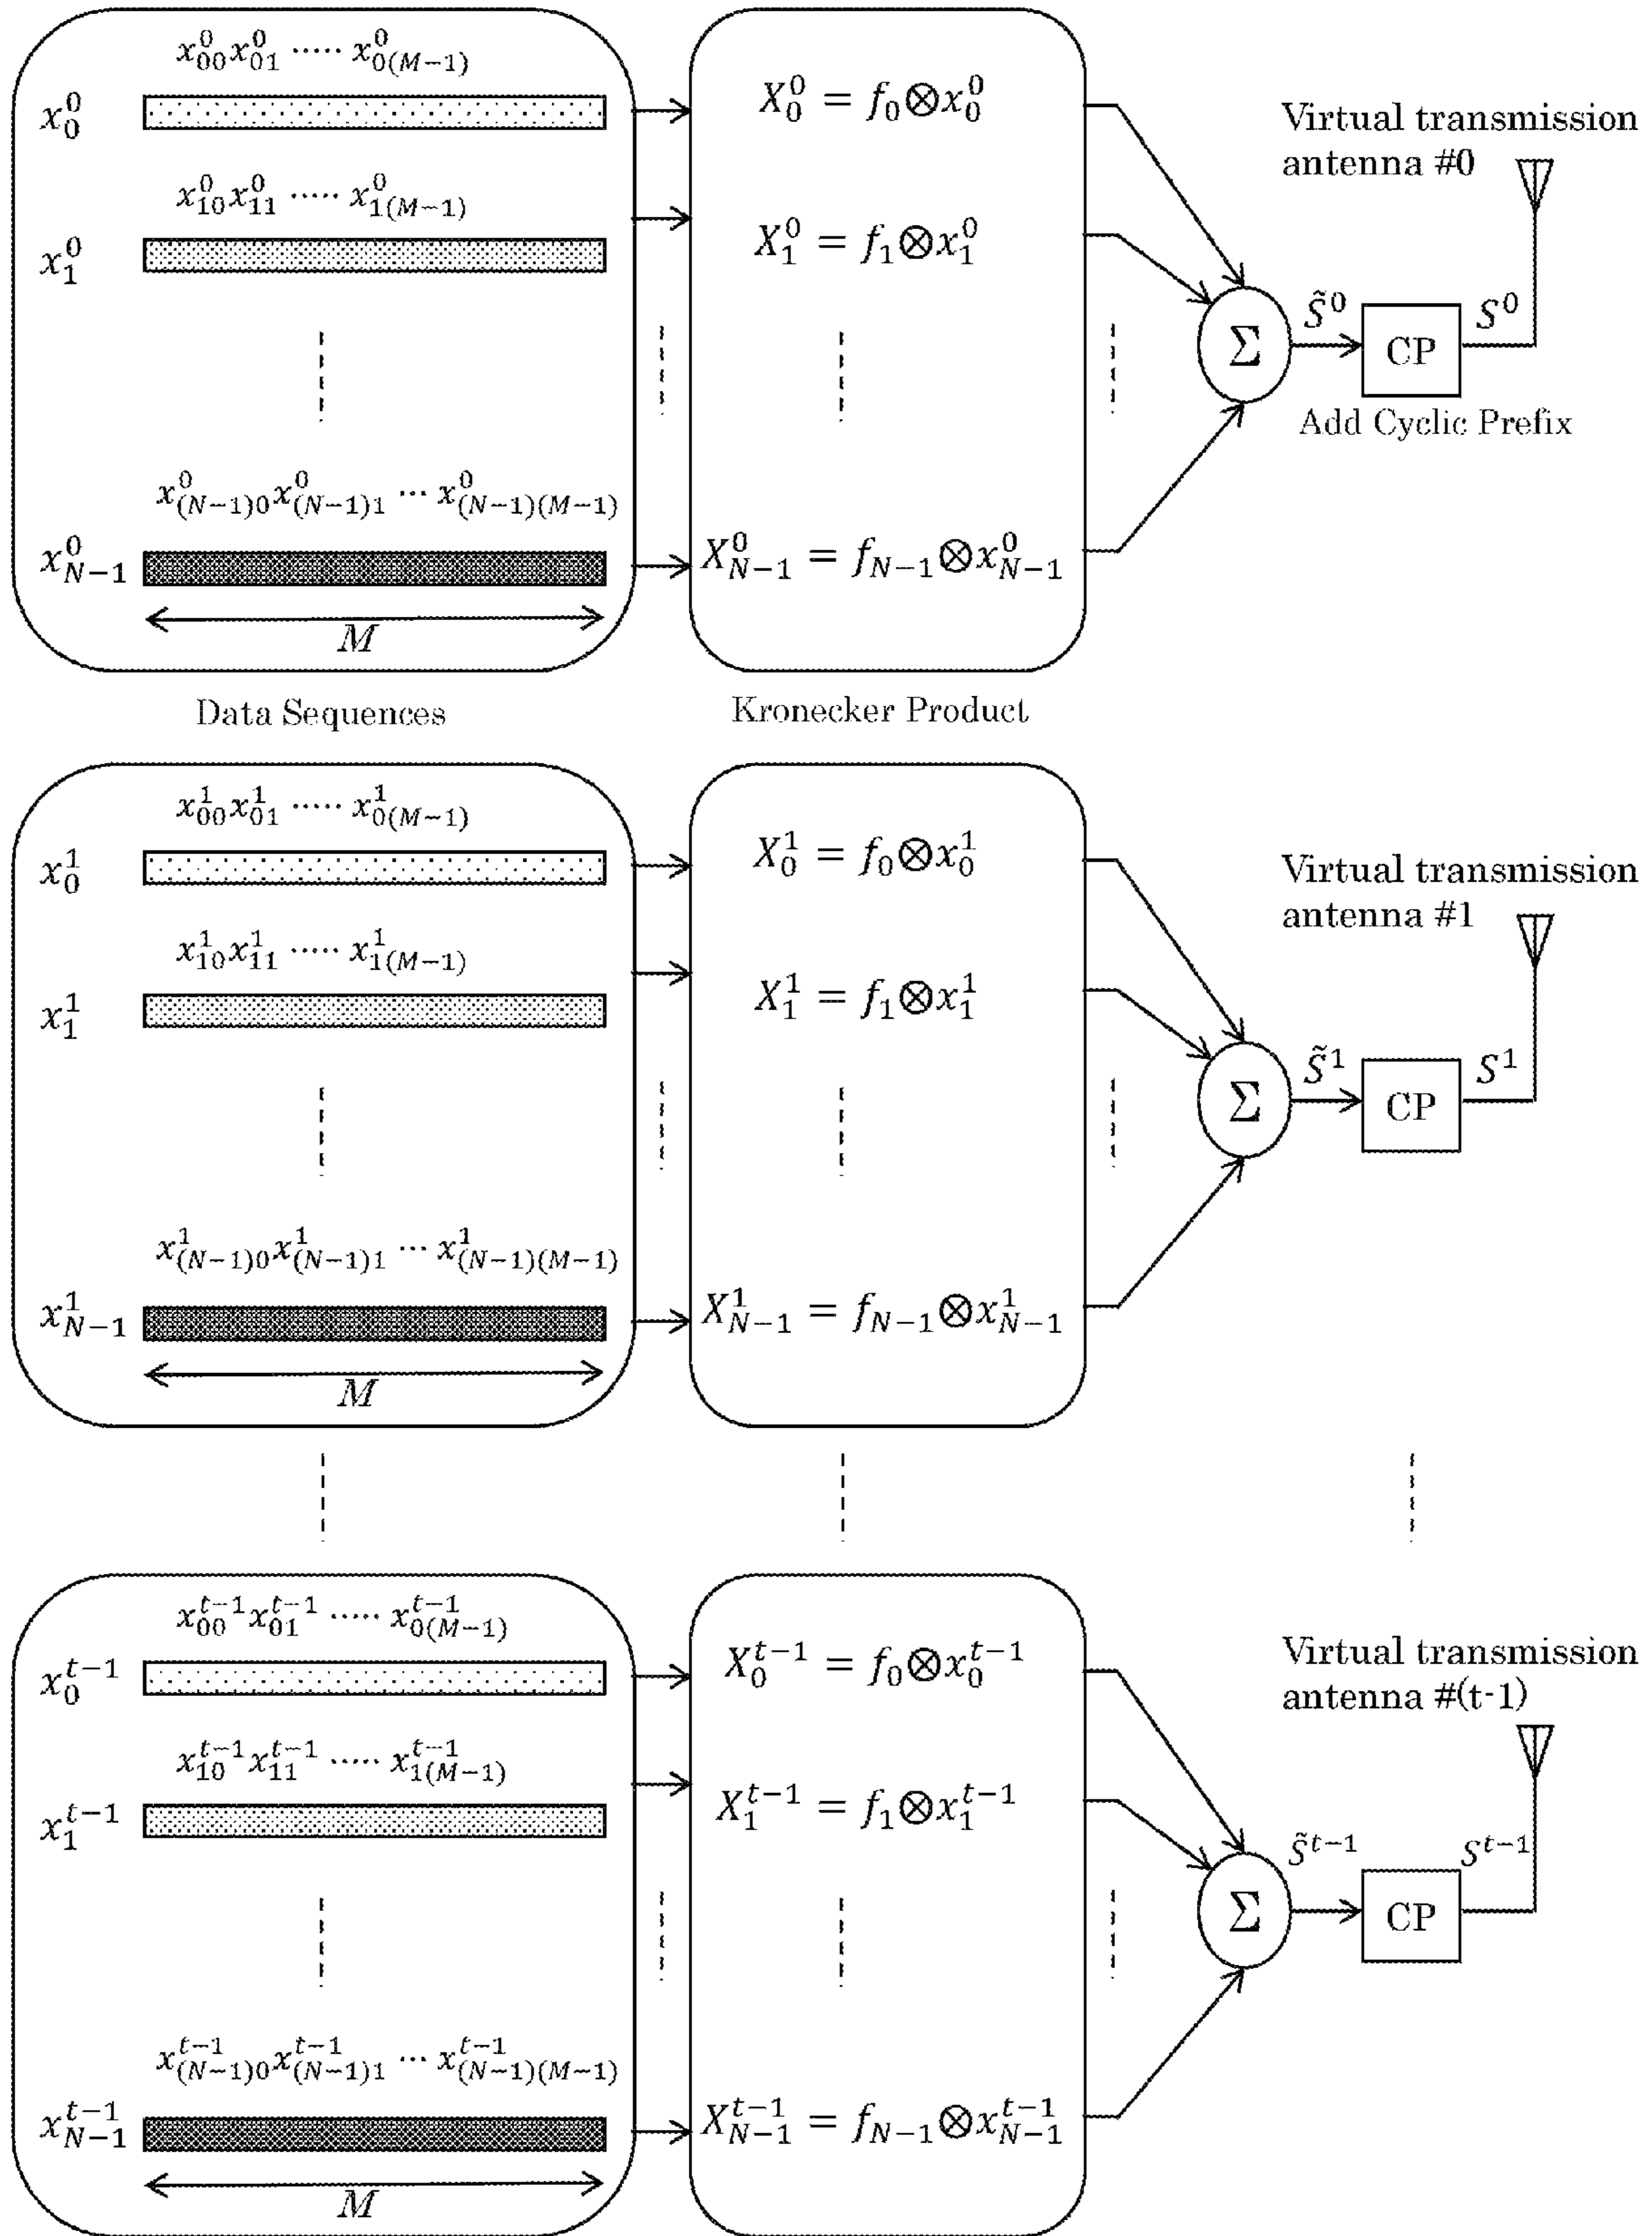 x^0_{00} x^0_{01} ····· x^0_{0(M−1)}
x^0_0
X^0_0 = f_0 ⊗ x^0_0
Virtual transmission
antenna #0
x^0_{10} x^0_{11} ····· x^0_{1(M−1)}
x^0_1
X^0_1 = f_1 ⊗ x^0_1
Σ
S̃^0
CP
S^0
Add Cyclic Prefix
x^0_{(N−1)0} x^0_{(N−1)1} ··· x^0_{(N−1)(M−1)}
x^0_{N−1}
X^0_{N−1} = f_{N−1} ⊗ x^0_{N−1}
M
Data Sequences
Kronecker Product
x^1_{00} x^1_{01} ····· x^1_{0(M−1)}
x^1_0
X^1_0 = f_0 ⊗ x^1_0
Virtual transmission
antenna #1
x^1_{10} x^1_{11} ····· x^1_{1(M−1)}
x^1_1
X^1_1 = f_1 ⊗ x^1_1
Σ
S̃^1
CP
S^1
x^1_{(N−1)0} x^1_{(N−1)1} ··· x^1_{(N−1)(M−1)}
x^1_{N−1}
X^1_{N−1} = f_{N−1} ⊗ x^1_{N−1}
M
x^{t−1}_{00} x^{t−1}_{01} ····· x^{t−1}_{0(M−1)}
x^{t−1}_0
X^{t−1}_0 = f_0 ⊗ x^{t−1}_0
Virtual transmission
antenna #(t-1)
x^{t−1}_{10} x^{t−1}_{11} ····· x^{t−1}_{1(M−1)}
x^{t−1}_1
X^{t−1}_1 = f_1 ⊗ x^{t−1}_1
Σ
S̃^{t−1}
CP
S^{t−1}
x^{t−1}_{(N−1)0} x^{t−1}_{(N−1)1} ··· x^{t−1}_{(N−1)(M−1)}
x^{t−1}_{N−1}
X^{t−1}_{N−1} = f_{N−1} ⊗ x^{t−1}_{N−1}
M